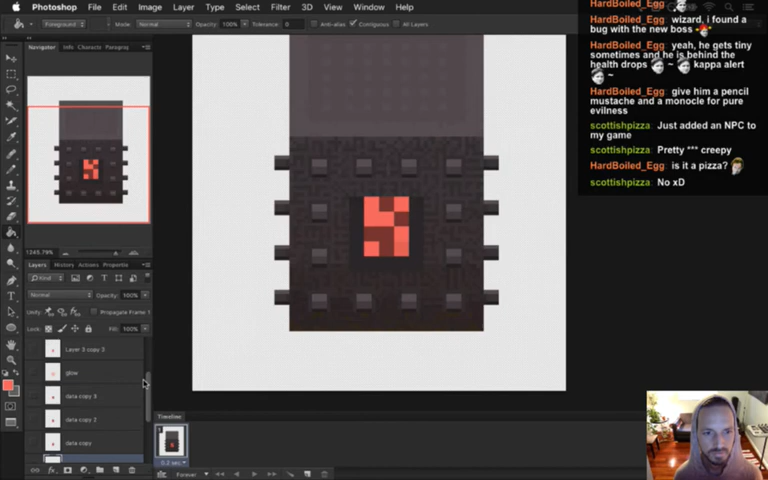 Photoshop File Edit Image Layer Type Select Filter 3D View Window Help
Foreground Mode: Normal Opacity: 100% Tolerance: 0 Anti-alias Contiguous All Layers
Navigator Info Characte Paragraş
1245.79%
Layers History Actions Propertie
Kind
Normal Opacity: 100%
Unify: Propagate Frame 1
Lock: Fill: 100%
Layer 3 copy 3
glow
data copy 3
data copy 2
data copy
Timeline
1
0.2 sec.
Forever
HardBoiled_Egg:
HardBoiled_Egg: wizard, i found a
bug with the new boss
HardBoiled_Egg: yeah, he gets tiny
sometimes and he is behind the
health drops ~ kappa alert
~
HardBoiled_Egg: give him a pencil
mustache and a monocle for pure
evilness
scottishpizza: Just added an NPC to
my game
scottishpizza: Pretty *** creepy
HardBoiled_Egg: is it a pizza?
scottishpizza: No xD